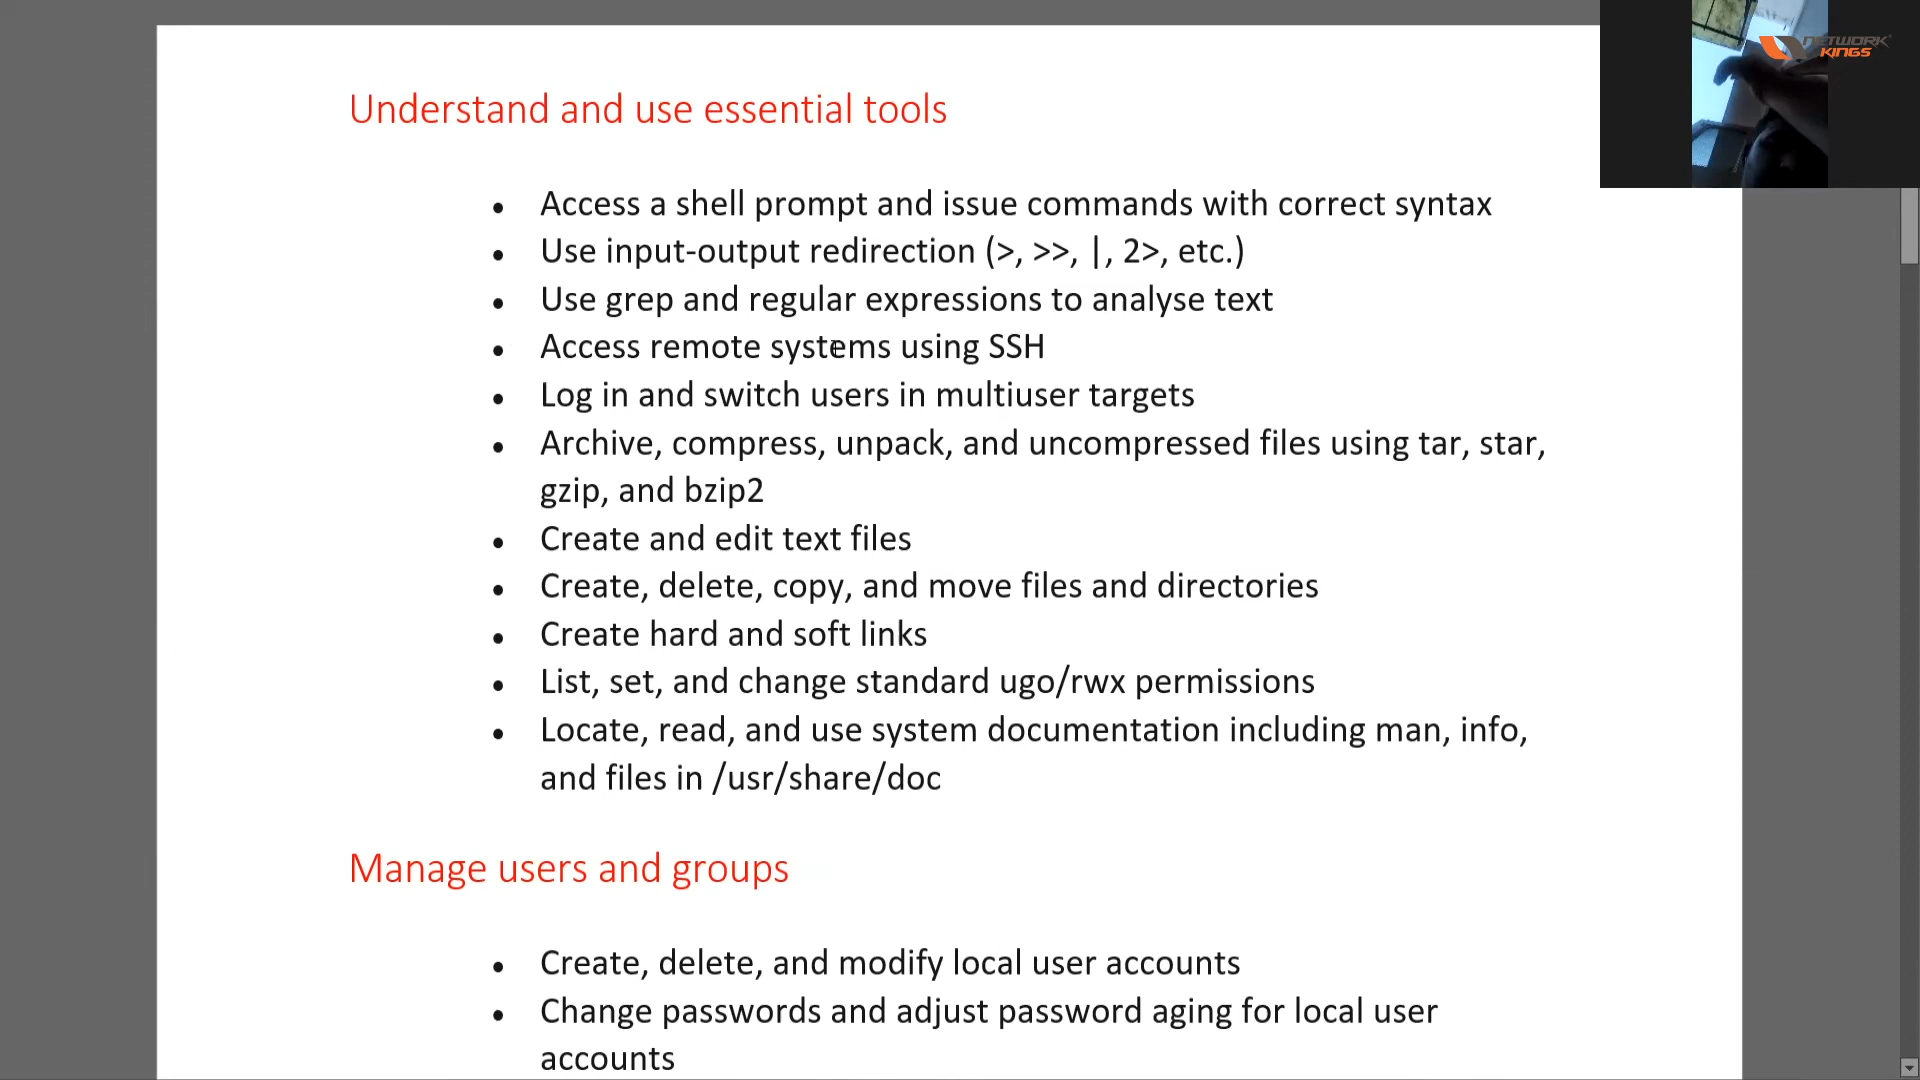 NETWORK
KINGS
Understand and use essential tools
• Access a shell prompt and issue commands with correct syntax
• Use input-output redirection (>, >>, |, 2>, etc.)
• Use grep and regular expressions to analyse text
• Access remote systems using SSH
• Log in and switch users in multiuser targets
• Archive, compress, unpack, and uncompressed files using tar, star,
gzip, and bzip2
• Create and edit text files
• Create, delete, copy, and move files and directories
• Create hard and soft links
• List, set, and change standard ugo/rwx permissions
• Locate, read, and use system documentation including man, info,
and files in /usr/share/doc
Manage users and groups
• Create, delete, and modify local user accounts
• Change passwords and adjust password aging for local user
accounts